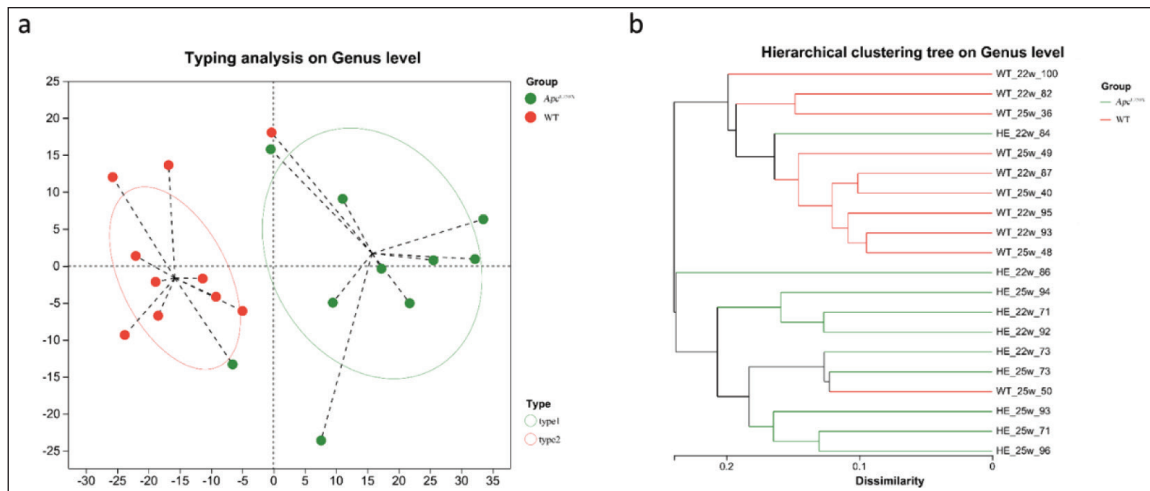 a
Typing analysis on Genus level
Group
WT
25
20
15
10
5
0
-5
-10
-15
-20
-25
-30 -25 -20 -15 -10 -5 0 5 10 15 20 25 30 35
Type
type1
type2
b
Hierarchical clustering tree on Genus level
Group
WT
WT_22w_100
WT_22w_82
WT_25w_36
HE_22w_84
WT_25w_49
WT_22w_87
WT_25w_40
WT_22w_95
WT_22w_93
WT_25w_48
HE_22w_86
HE_25w_94
HE_22w_71
HE_22w_92
HE_22w_73
HE_25w_73
WT_25w_50
HE_25w_93
HE_25w_71
HE_25w_96
0.2 0.1 0
Dissimilarity